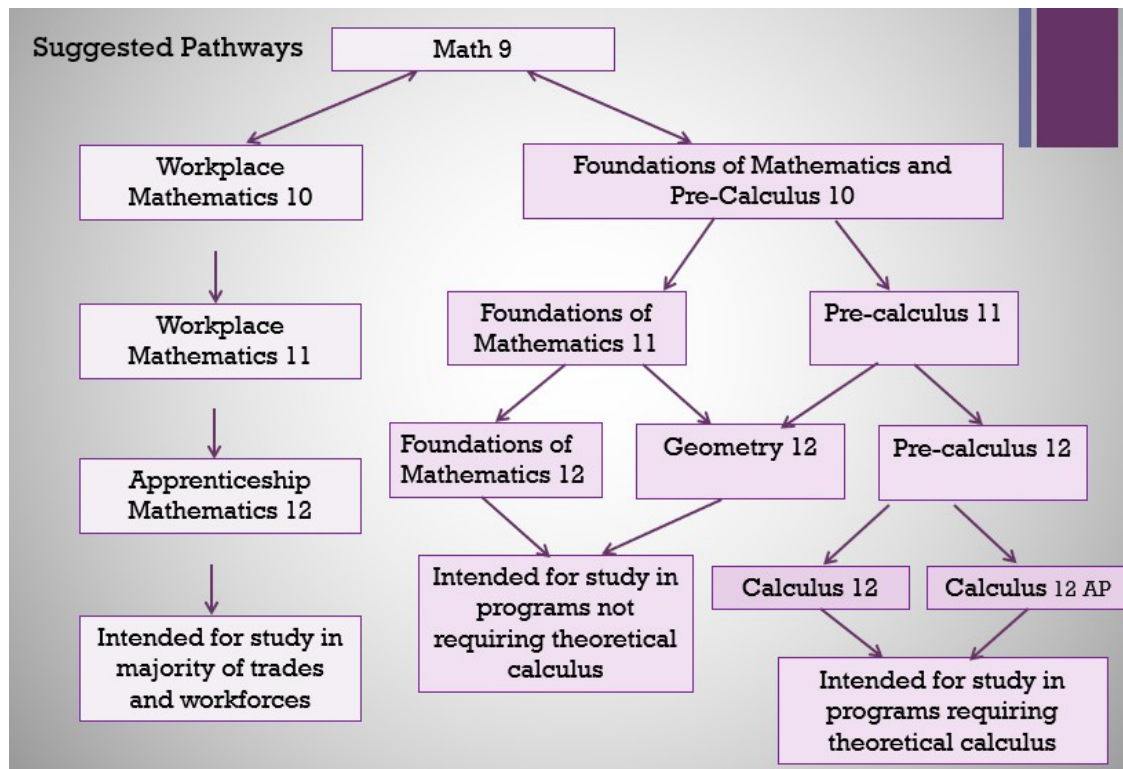 Suggested Pathways
Math 9
Workplace
Mathematics 10
Foundations of Mathematics and
Pre-Calculus 10
Workplace
Mathematics 11
Foundations of
Mathematics 11
Pre-calculus 11
Apprenticeship
Mathematics 12
Foundations of
Mathematics 12
Geometry 12
Pre-calculus 12
Intended for study in
majority of trades
and workforces
Intended for study in
programs not
requiring theoretical
calculus
Calculus 12
Calculus 12 AP
Intended for study in
programs requiring
theoretical calculus